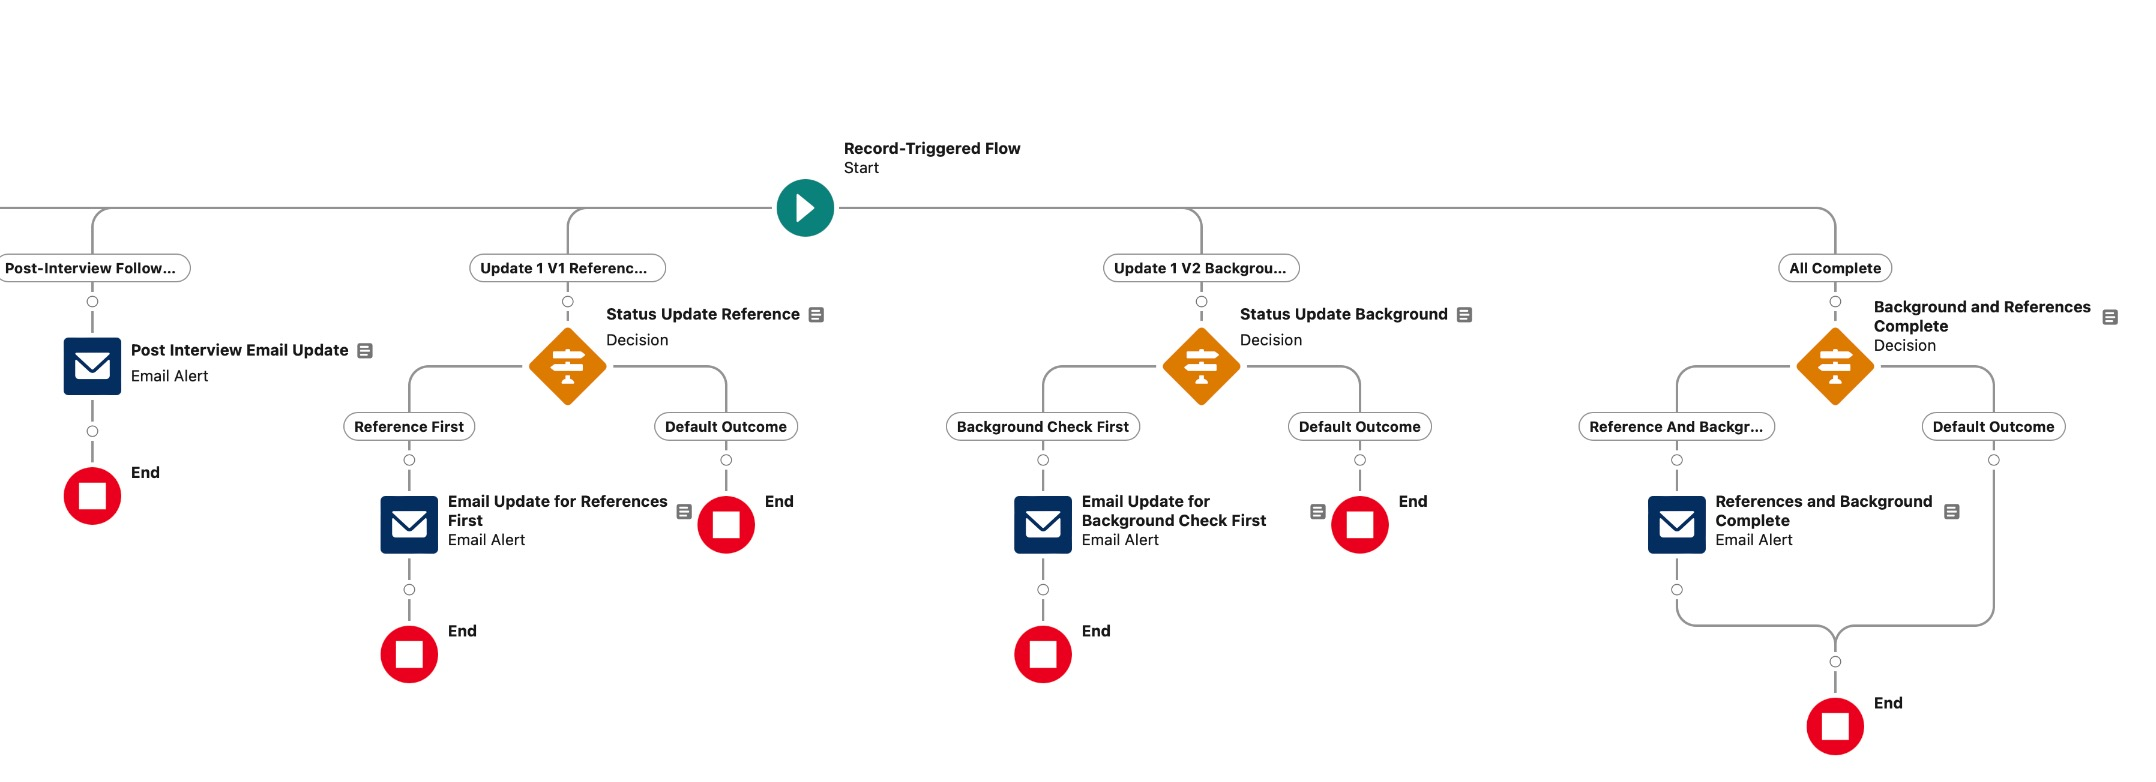 Record-Triggered Flow
Start
Post-Interview Follow...
Update 1 V1 Referenc...
Update 1 V2 Backgrou...
All Complete
Post Interview Email Update
Email Alert
End
Status Update Reference
Decision
Reference First
Default Outcome
Email Update for References
First
Email Alert
End
End
Status Update Background
Decision
Background Check First
Default Outcome
Email Update for
Background Check First
Email Alert
End
End
Background and References
Complete
Decision
Reference And Backgr...
Default Outcome
References and Background
Complete
Email Alert
End